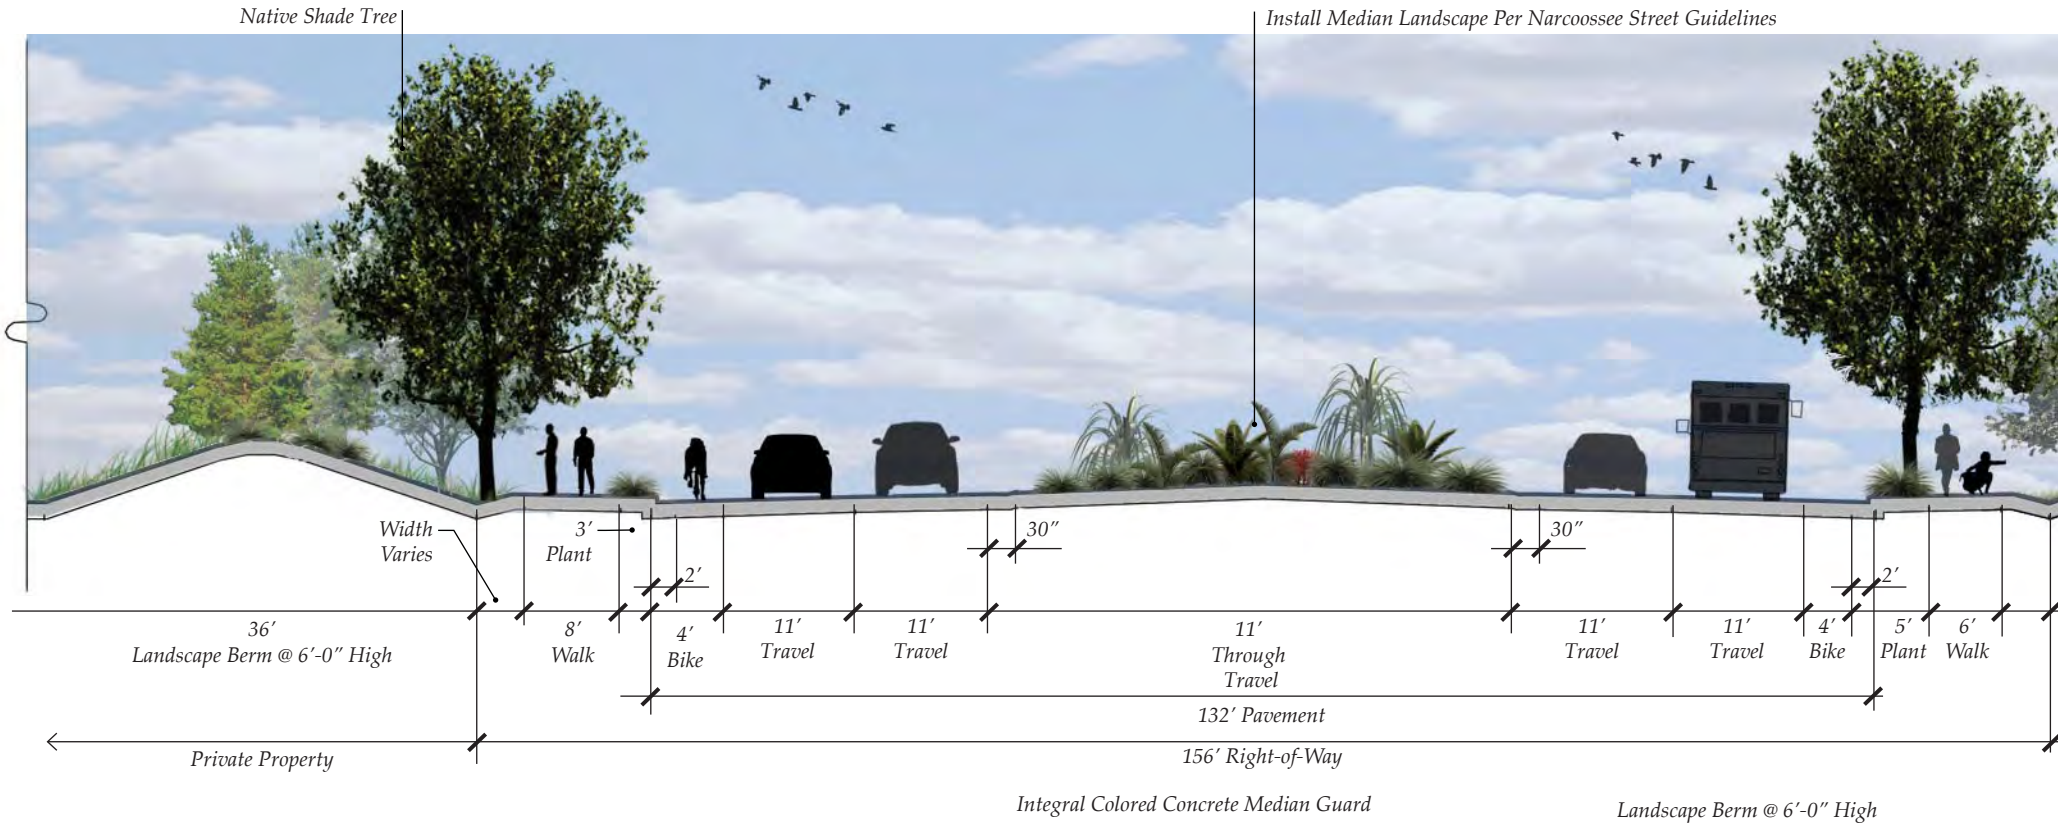 Native Shade Tree
Install Median Landscape Per Narcoossee Street Guidelines
Width
Varies
3’
Plant
30”
30”
2’
2’
36’
Landscape Berm @ 6’-0” High
8’
Walk
4’
Bike
11’
Travel
11’
Travel
11’
Through
Travel
11’
Travel
11’
Travel
4’
Bike
5’
Plant
6’
Walk
132’ Pavement
Private Property
156’ Right-of-Way
Integral Colored Concrete Median Guard
Landscape Berm @ 6’-0” High